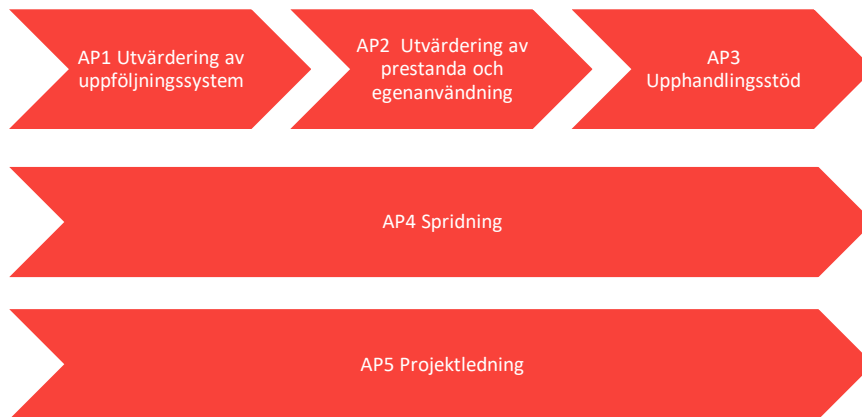 AP1 Utvärdering av
uppföljningssystem
AP2 Utvärdering av
prestanda och
egenanvändning
AP3
Upphandlingsstöd
AP4 Spridning
AP5 Projektledning